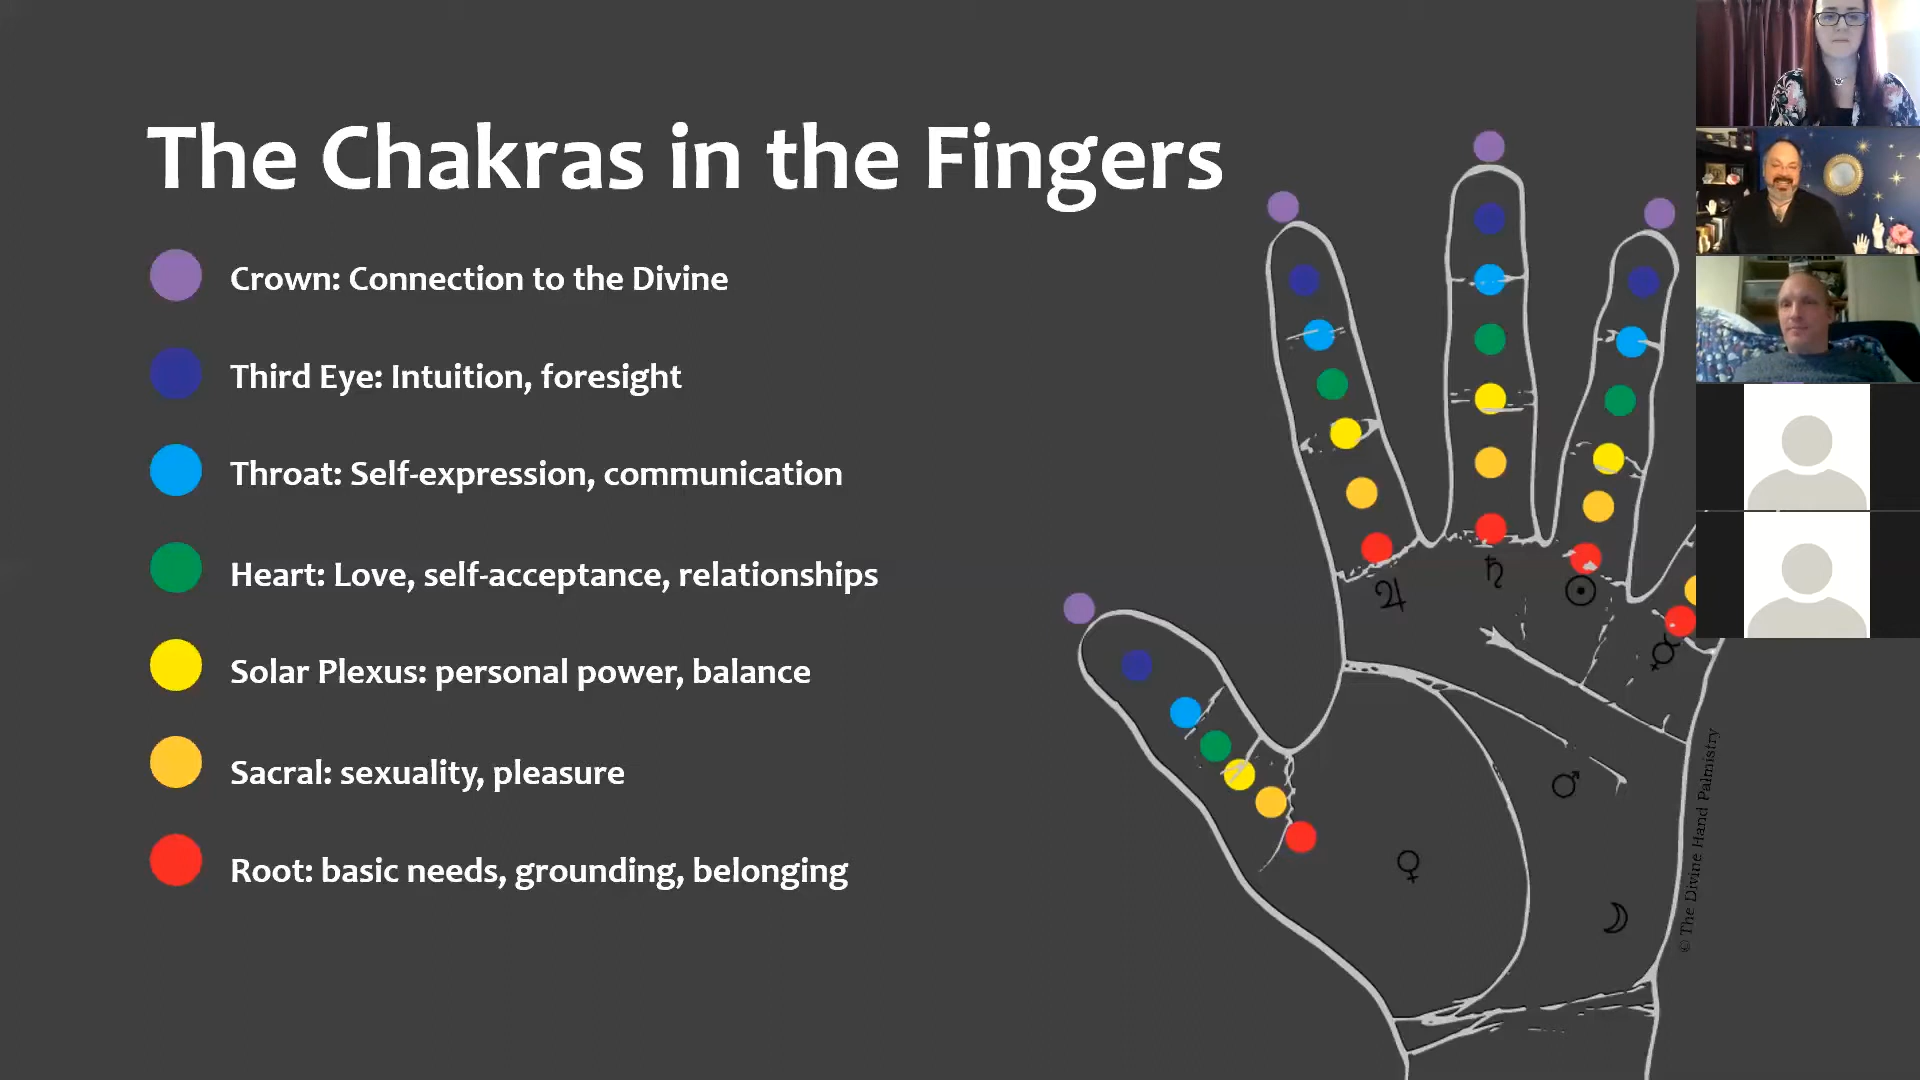 The Chakras in the Fingers
Crown: Connection to the Divine
Third Eye: Intuition, foresight
Throat: Self-expression, communication
Heart: Love, self-acceptance, relationships
Solar Plexus: personal power, balance
Sacral: sexuality, pleasure
Root: basic needs, grounding, belonging
♃
♄
☉
☿
♂
♀
☽
© The Divine Hand Palmistry